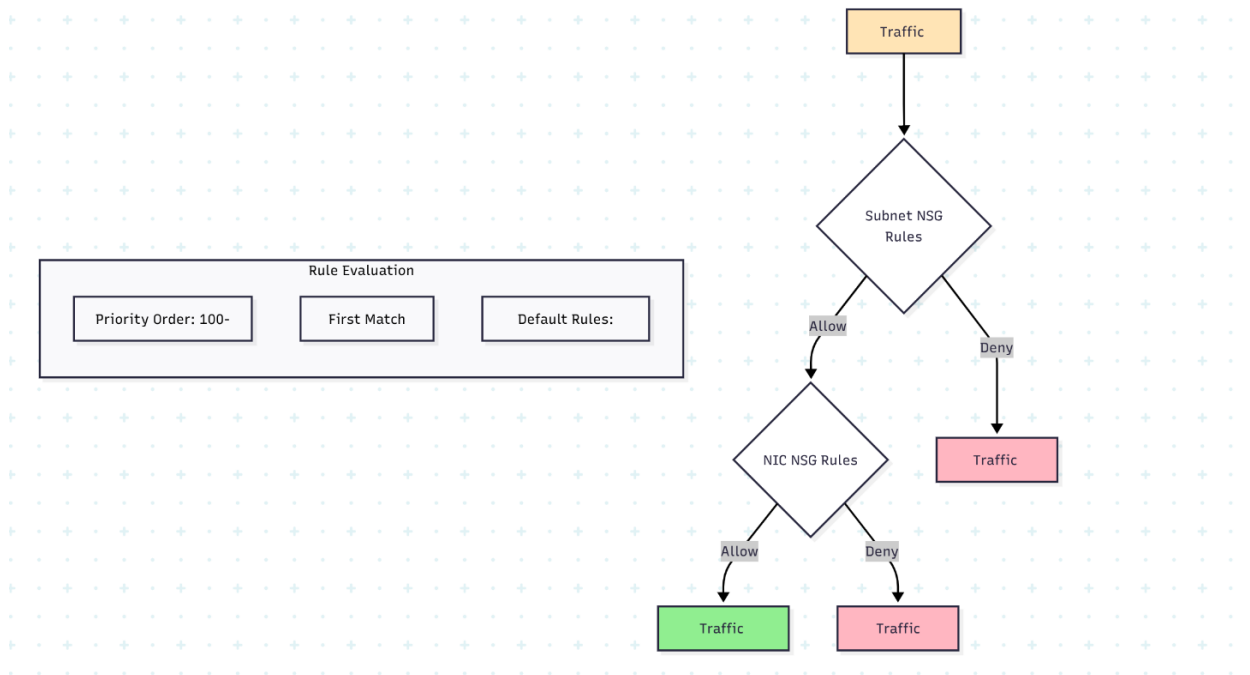 Traffic
Subnet NSG
Rules
Rule Evaluation
Priority Order: 100-
First Match
Default Rules:
Allow
Deny
NIC NSG Rules
Traffic
Allow
Deny
Traffic
Traffic